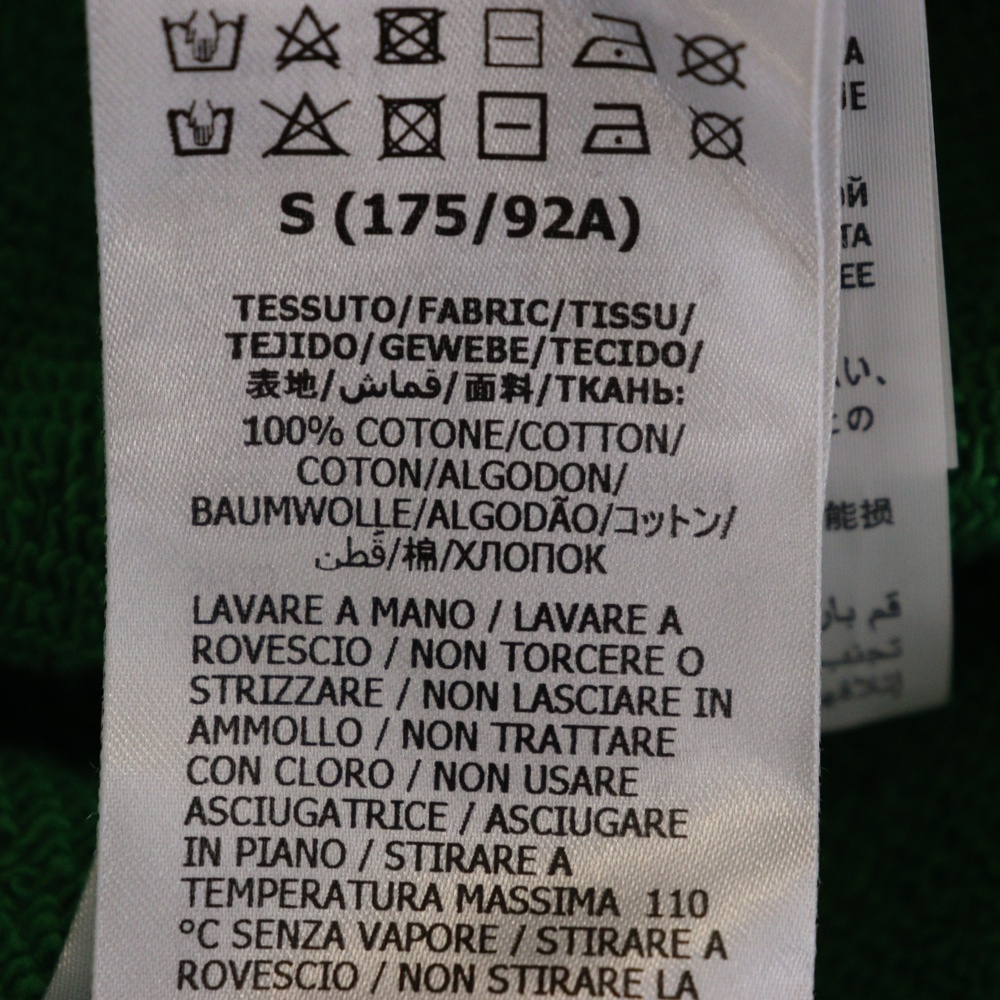 S (175/92A)
TESSUTO/FABRIC/TISSU/
TEJIDO/GEWEBE/TECIDO/
表地/قماش/面料/ТКАНЬ:
100% COTONE/COTTON/
COTON/ALGODON/
BAUMWOLLE/ALGODÃO/コットン/
قطن/棉/ХЛОПОК
LAVARE A MANO / LAVARE A
ROVESCIO / NON TORCERE O
STRIZZARE / NON LASCIARE IN
AMMOLLO / NON TRATTARE
CON CLORO / NON USARE
ASCIUGATRICE / ASCIUGARE
IN PIANO / STIRARE A
TEMPERATURA MASSIMA 110
°C SENZA VAPORE / STIRARE A
ROVESCIO / NON STIRARE LA
能损